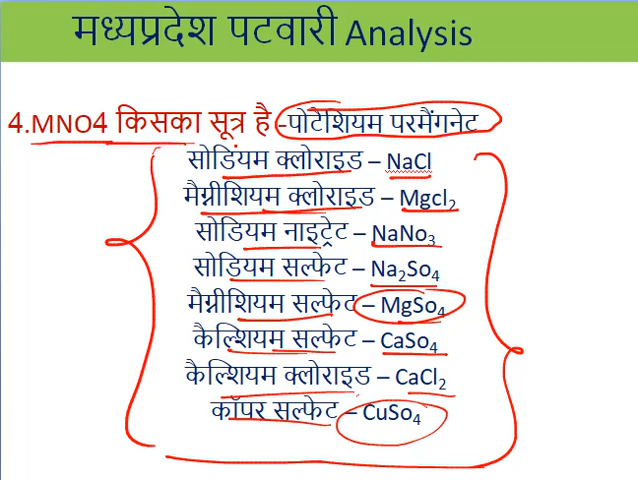 मध्यप्रदेश पटवारी Analysis
4.MNO4 किसका सूत्र है -पोटेशियम परमैंगनेट
सोडियम क्लोराइड – NaCl
मैग्नीशियम क्लोराइड – Mgcl₂
सोडियम नाइट्रेट – NaNo₃
सोडियम सल्फेट – Na₂So₄
मैग्नीशियम सल्फेट – MgSo₄
कैल्शियम सल्फेट – CaSo₄
कैल्शियम क्लोराइड – CaCl₂
कॉपर सल्फेट – CuSo₄